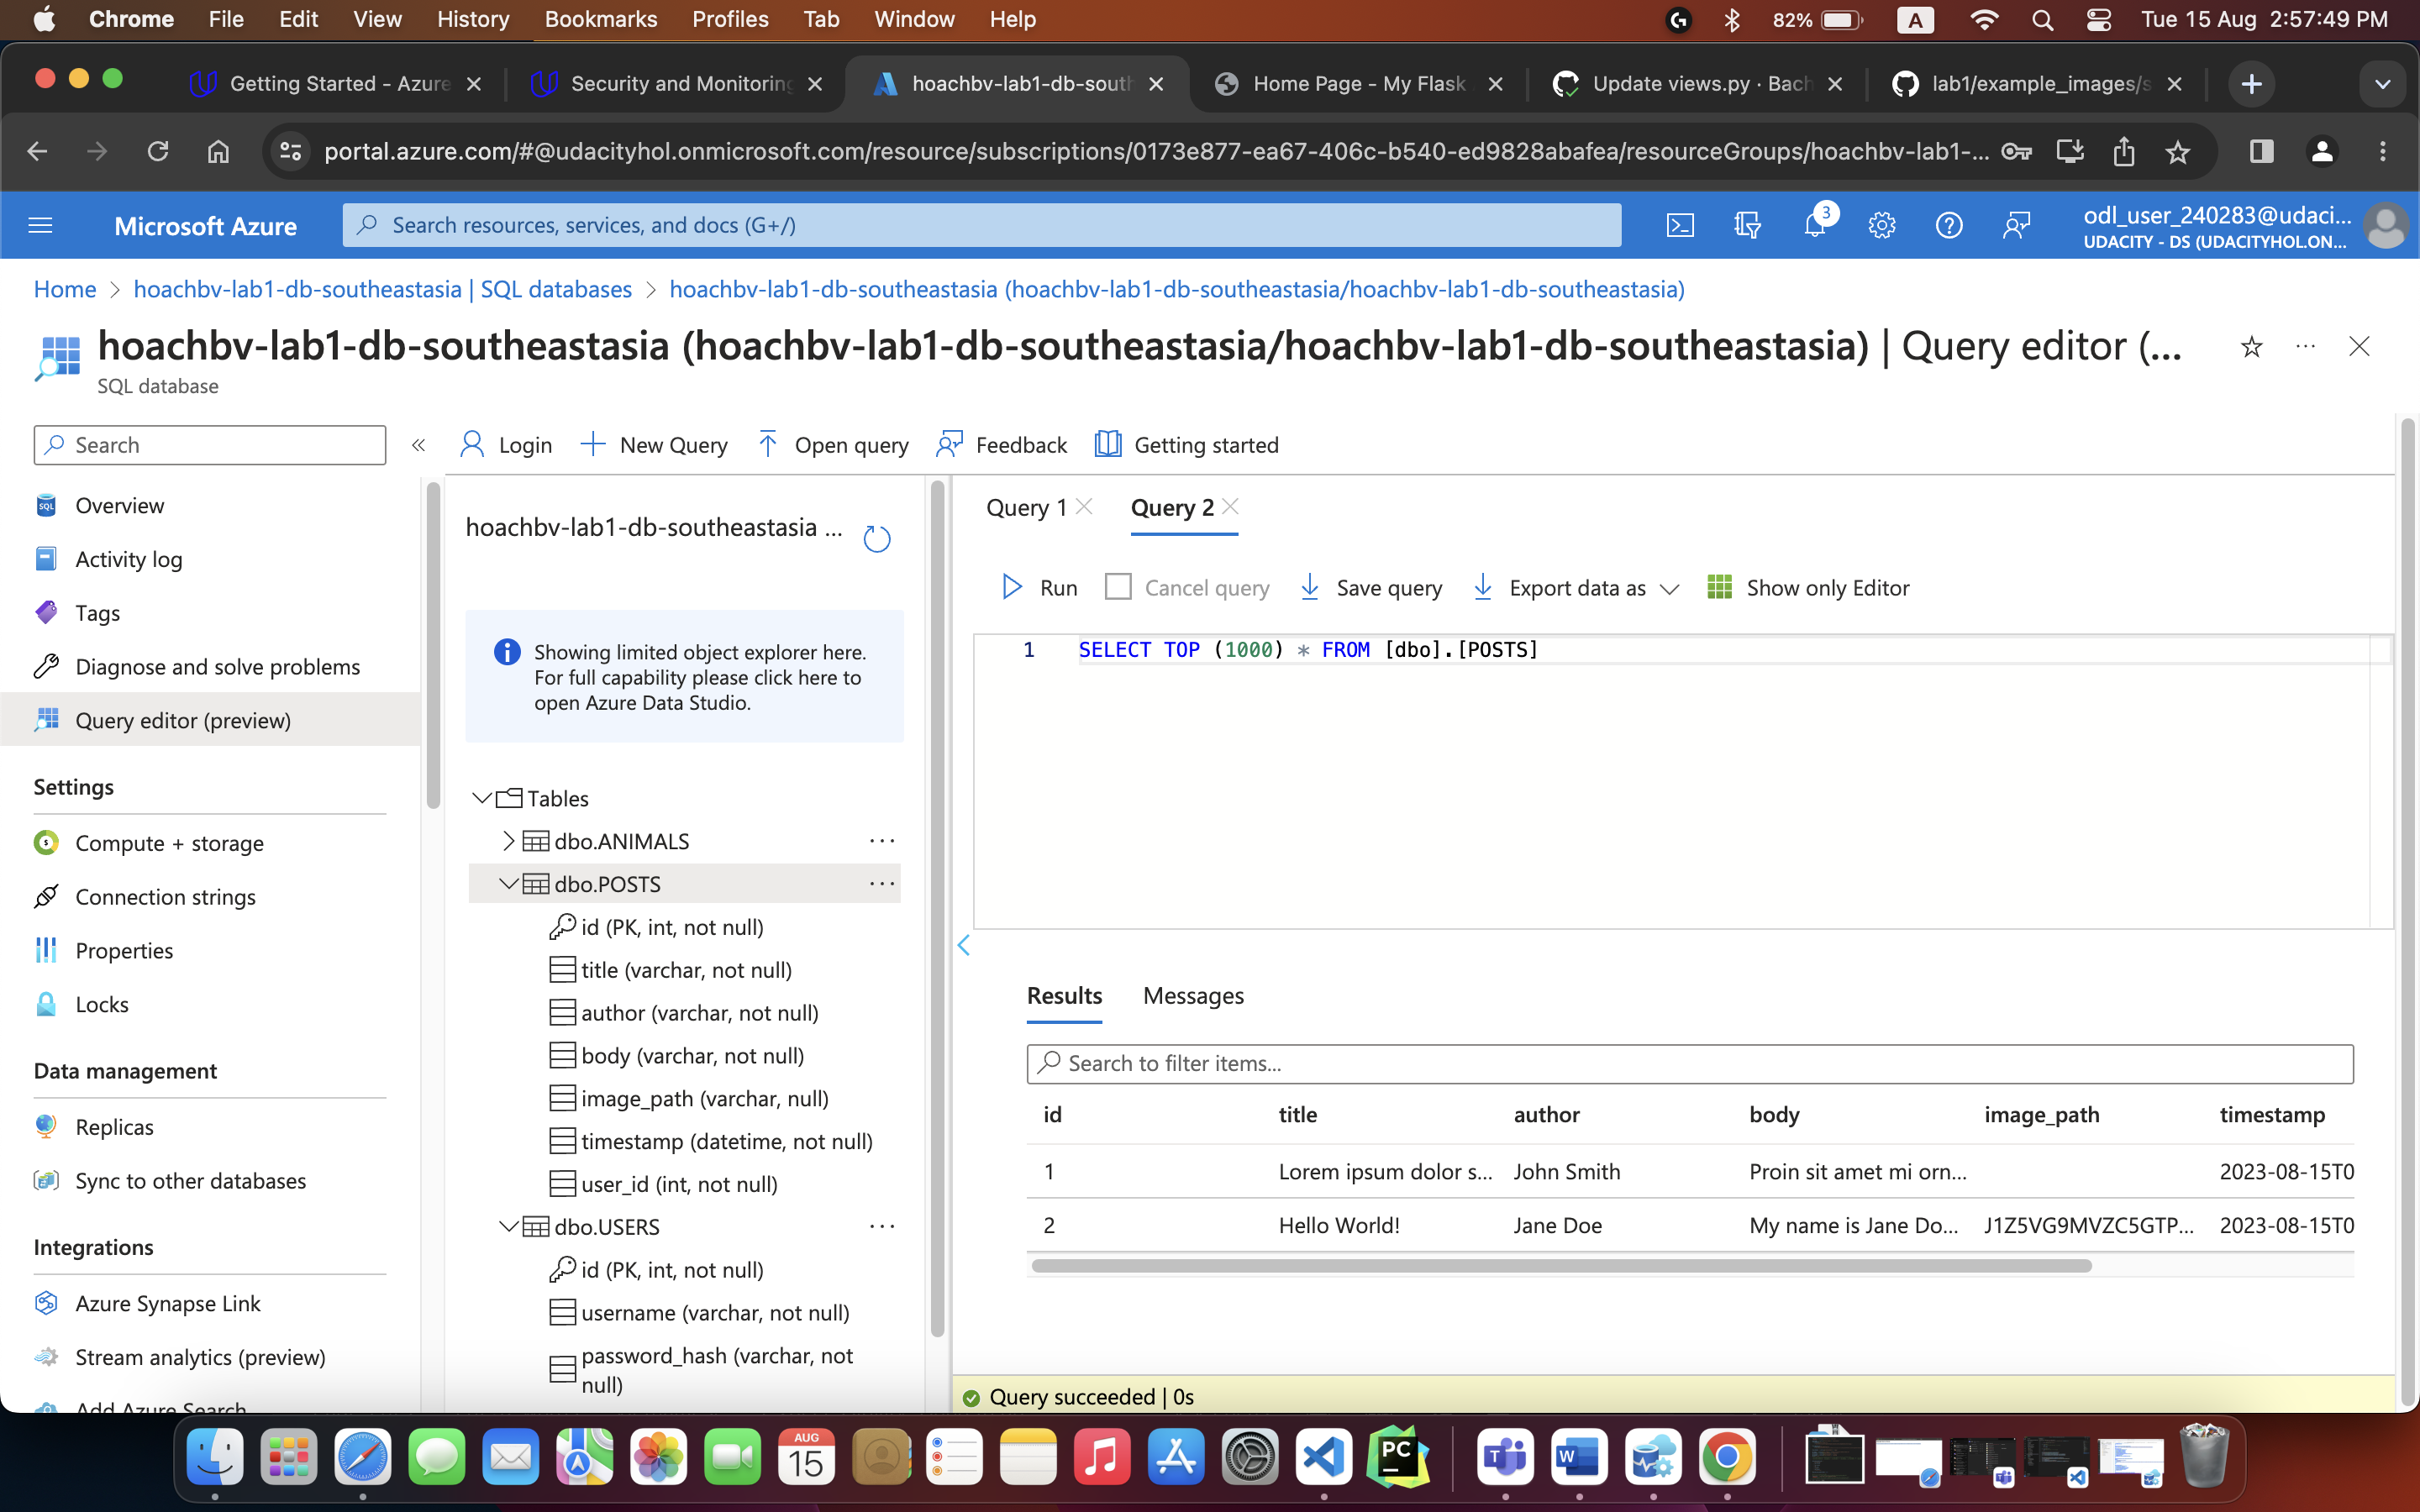 Chrome File Edit View History Bookmarks Profiles Tab Window Help 82% A Tue 15 Aug 2:57:49 PM
Getting Started - Azure Security and Monitoring hoachbv-lab1-db-south Home Page - My Flask Update views.py · Bach lab1/example_images/s
portal.azure.com/#@udacityhol.onmicrosoft.com/resource/subscriptions/0173e877-ea67-406c-b540-ed9828abafea/resourceGroups/hoachbv-lab1-...
Microsoft Azure
Search resources, services, and docs (G+/)
3
odl_user_240283@udaci...
UDACITY - DS (UDACITYHOL.ON...
Home > hoachbv-lab1-db-southeastasia | SQL databases > hoachbv-lab1-db-southeastasia (hoachbv-lab1-db-southeastasia/hoachbv-lab1-db-southeastasia)
hoachbv-lab1-db-southeastasia (hoachbv-lab1-db-southeastasia/hoachbv-lab1-db-southeastasia) | Query editor (...
SQL database
Search
«
Overview
Activity log
Tags
Diagnose and solve problems
Query editor (preview)
Settings
Compute + storage
Connection strings
Properties
Locks
Data management
Replicas
Sync to other databases
Integrations
Azure Synapse Link
Stream analytics (preview)
Add Azure Search
Login New Query Open query Feedback Getting started
hoachbv-lab1-db-southeastasia ...
Showing limited object explorer here.
For full capability please click here to
open Azure Data Studio.
Tables
dbo.ANIMALS ...
dbo.POSTS ...
id (PK, int, not null)
title (varchar, not null)
author (varchar, not null)
body (varchar, not null)
image_path (varchar, null)
timestamp (datetime, not null)
user_id (int, not null)
dbo.USERS ...
id (PK, int, not null)
username (varchar, not null)
password_hash (varchar, not
null)
Query 1 Query 2
Run Cancel query Save query Export data as Show only Editor
1 SELECT TOP (1000) * FROM [dbo].[POSTS]
Results Messages
Search to filter items...
id title author body image_path timestamp
1 Lorem ipsum dolor s... John Smith Proin sit amet mi orn... 2023-08-15T0
2 Hello World! Jane Doe My name is Jane Do... J1Z5VG9MVZC5GTP... 2023-08-15T0
Query succeeded | 0s
AUG
15
PC
T
W